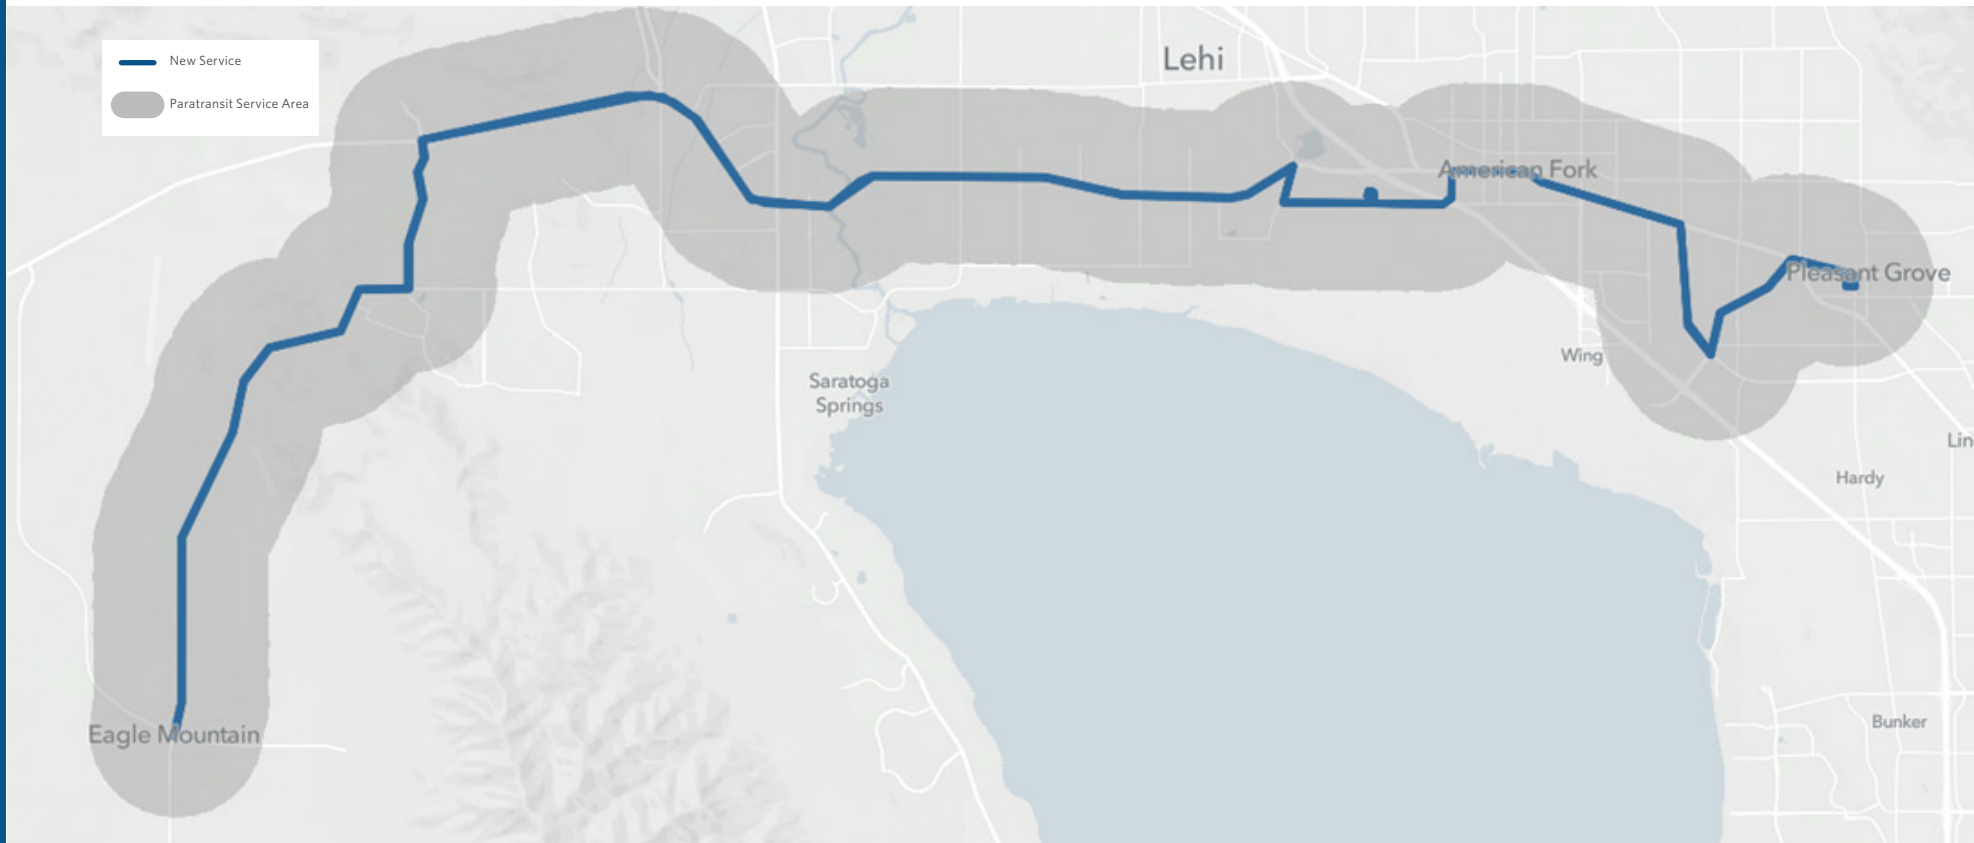 New Service
Paratransit Service Area
Lehi
American Fork
Pleasant Grove
Wing
Saratoga
Springs
Lin
Hardy
Bunker
Eagle Mountain